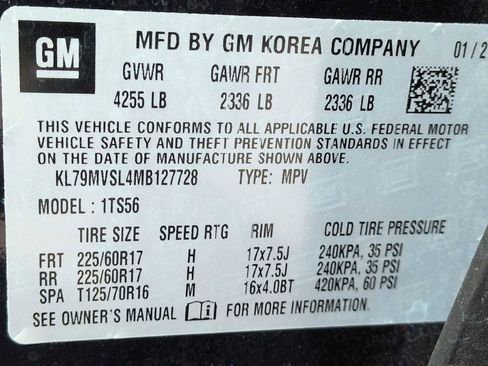 GM MFD BY GM KOREA COMPANY 01/2
GVWR GAWR FRT GAWR RR
4255 LB 2336 LB 2336 LB
THIS VEHICLE CONFORMS TO ALL APPLICABLE U.S. FEDERAL MOTOR
VEHICLE SAFETY AND THEFT PREVENTION STANDARDS IN EFFECT
ON THE DATE OF MANUFACTURE SHOWN ABOVE.
KL79MVSL4MB127728 TYPE: MPV
MODEL : 1TS56
TIRE SIZE SPEED RTG RIM COLD TIRE PRESSURE
FRT 225/60R17 H 17x7.5J 240KPA, 35 PSI
RR 225/60R17 H 17x7.5J 240KPA, 35 PSI
SPA T125/70R16 M 16x4.0BT 420KPA, 60 PSI
SEE OWNER'S MANUAL FOR MORE INFORMATION.